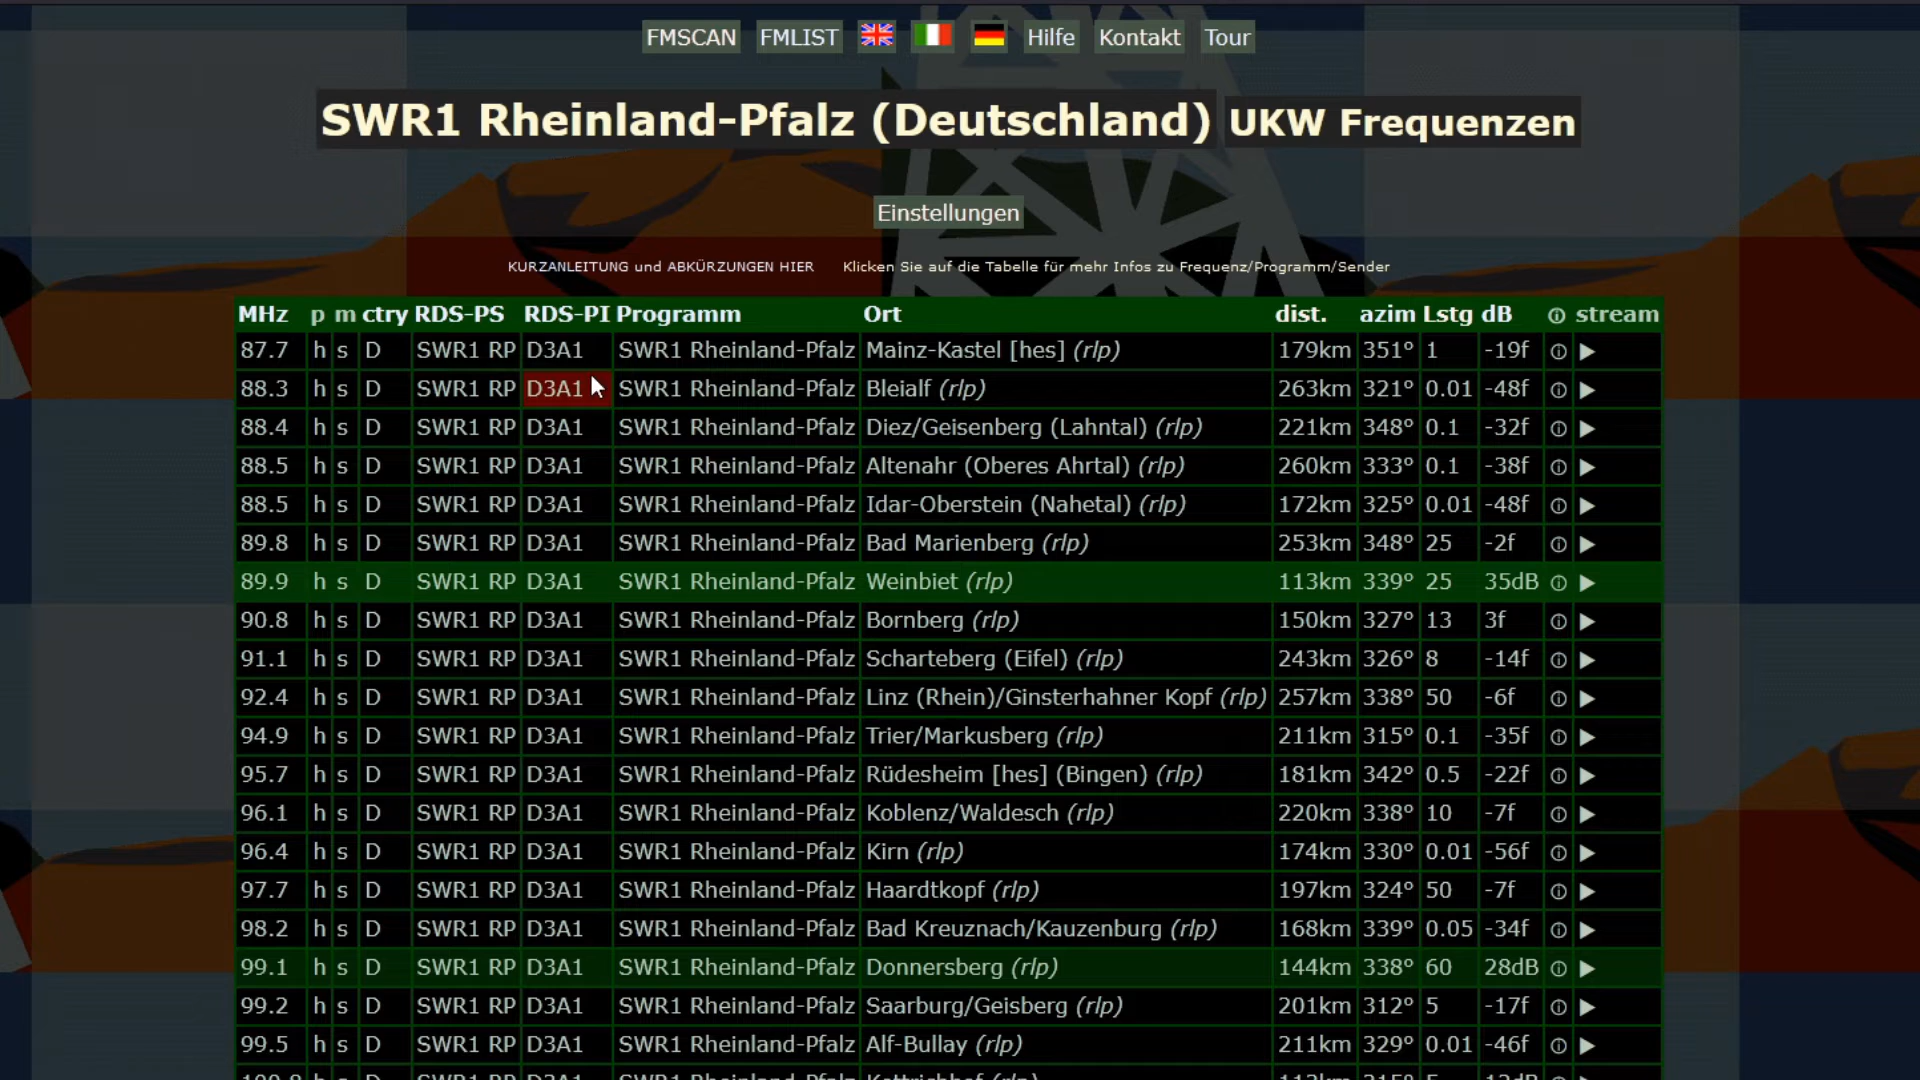 FMSCAN FMLIST Hilfe Kontakt Tour
SWR1 Rheinland-Pfalz (Deutschland) UKW Frequenzen
Einstellungen
KURZANLEITUNG und ABKÜRZUNGEN HIER Klicken Sie auf die Tabelle für mehr Infos zu Frequenz/Programm/Sender
MHz p m ctry RDS-PS RDS-PI Programm Ort dist. azim Lstg dB ⓘ stream
87.7 h s D SWR1 RP D3A1 SWR1 Rheinland-Pfalz Mainz-Kastel [hes] (rlp) 179km 351° 1 -19f ⓘ ▶
88.3 h s D SWR1 RP D3A1 SWR1 Rheinland-Pfalz Bleialf (rlp) 263km 321° 0.01 -48f ⓘ ▶
88.4 h s D SWR1 RP D3A1 SWR1 Rheinland-Pfalz Diez/Geisenberg (Lahntal) (rlp) 221km 348° 0.1 -32f ⓘ ▶
88.5 h s D SWR1 RP D3A1 SWR1 Rheinland-Pfalz Altenahr (Oberes Ahrtal) (rlp) 260km 333° 0.1 -38f ⓘ ▶
88.5 h s D SWR1 RP D3A1 SWR1 Rheinland-Pfalz Idar-Oberstein (Nahetal) (rlp) 172km 325° 0.01 -48f ⓘ ▶
89.8 h s D SWR1 RP D3A1 SWR1 Rheinland-Pfalz Bad Marienberg (rlp) 253km 348° 25 -2f ⓘ ▶
89.9 h s D SWR1 RP D3A1 SWR1 Rheinland-Pfalz Weinbiet (rlp) 113km 339° 25 35dB ⓘ ▶
90.8 h s D SWR1 RP D3A1 SWR1 Rheinland-Pfalz Bornberg (rlp) 150km 327° 13 3f ⓘ ▶
91.1 h s D SWR1 RP D3A1 SWR1 Rheinland-Pfalz Scharteberg (Eifel) (rlp) 243km 326° 8 -14f ⓘ ▶
92.4 h s D SWR1 RP D3A1 SWR1 Rheinland-Pfalz Linz (Rhein)/Ginsterhahner Kopf (rlp) 257km 338° 50 -6f ⓘ ▶
94.9 h s D SWR1 RP D3A1 SWR1 Rheinland-Pfalz Trier/Markusberg (rlp) 211km 315° 0.1 -35f ⓘ ▶
95.7 h s D SWR1 RP D3A1 SWR1 Rheinland-Pfalz Rüdesheim [hes] (Bingen) (rlp) 181km 342° 0.5 -22f ⓘ ▶
96.1 h s D SWR1 RP D3A1 SWR1 Rheinland-Pfalz Koblenz/Waldesch (rlp) 220km 338° 10 -7f ⓘ ▶
96.4 h s D SWR1 RP D3A1 SWR1 Rheinland-Pfalz Kirn (rlp) 174km 330° 0.01 -56f ⓘ ▶
97.7 h s D SWR1 RP D3A1 SWR1 Rheinland-Pfalz Haardtkopf (rlp) 197km 324° 50 -7f ⓘ ▶
98.2 h s D SWR1 RP D3A1 SWR1 Rheinland-Pfalz Bad Kreuznach/Kauzenburg (rlp) 168km 339° 0.05 -34f ⓘ ▶
99.1 h s D SWR1 RP D3A1 SWR1 Rheinland-Pfalz Donnersberg (rlp) 144km 338° 60 28dB ⓘ ▶
99.2 h s D SWR1 RP D3A1 SWR1 Rheinland-Pfalz Saarburg/Geisberg (rlp) 201km 312° 5 -17f ⓘ ▶
99.5 h s D SWR1 RP D3A1 SWR1 Rheinland-Pfalz Alf-Bullay (rlp) 211km 329° 0.01 -46f ⓘ ▶